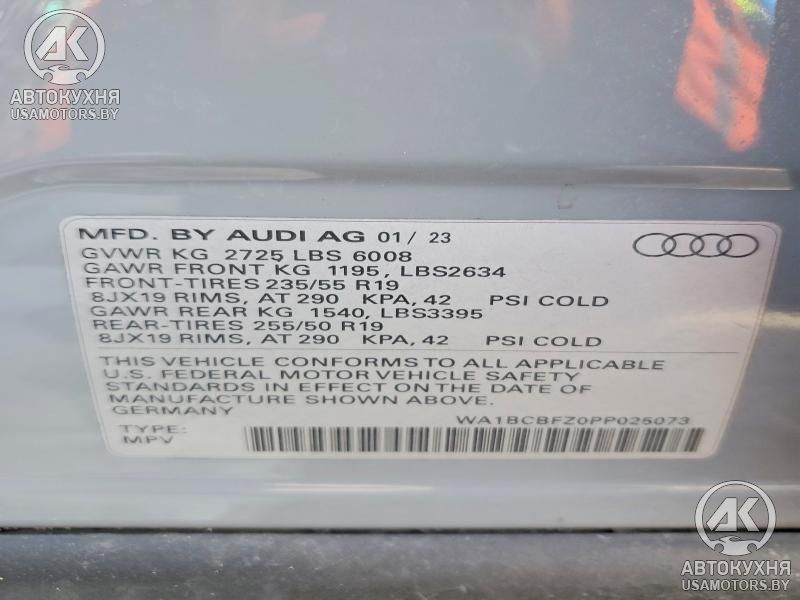 AK
АВТОКУХНЯ
USAMOTORS.BY
MFD. BY AUDI AG 01/ 23
GVWR KG 2725 LBS 6008
GAWR FRONT KG 1195, LBS2634
FRONT-TIRES 235/55 R19
8JX19 RIMS, AT 290 KPA, 42 PSI COLD
GAWR REAR KG 1540, LBS3395
REAR-TIRES 255/50 R19
8JX19 RIMS, AT 290 KPA, 42 PSI COLD
THIS VEHICLE CONFORMS TO ALL APPLICABLE
U.S. FEDERAL MOTOR VEHICLE SAFETY
STANDARDS IN EFFECT ON THE DATE OF
MANUFACTURE SHOWN ABOVE.
GERMANY
WA1BCBFZ0PP025073
TYPE:
MPV
AK
АВТОКУХНЯ
USAMOTORS.BY